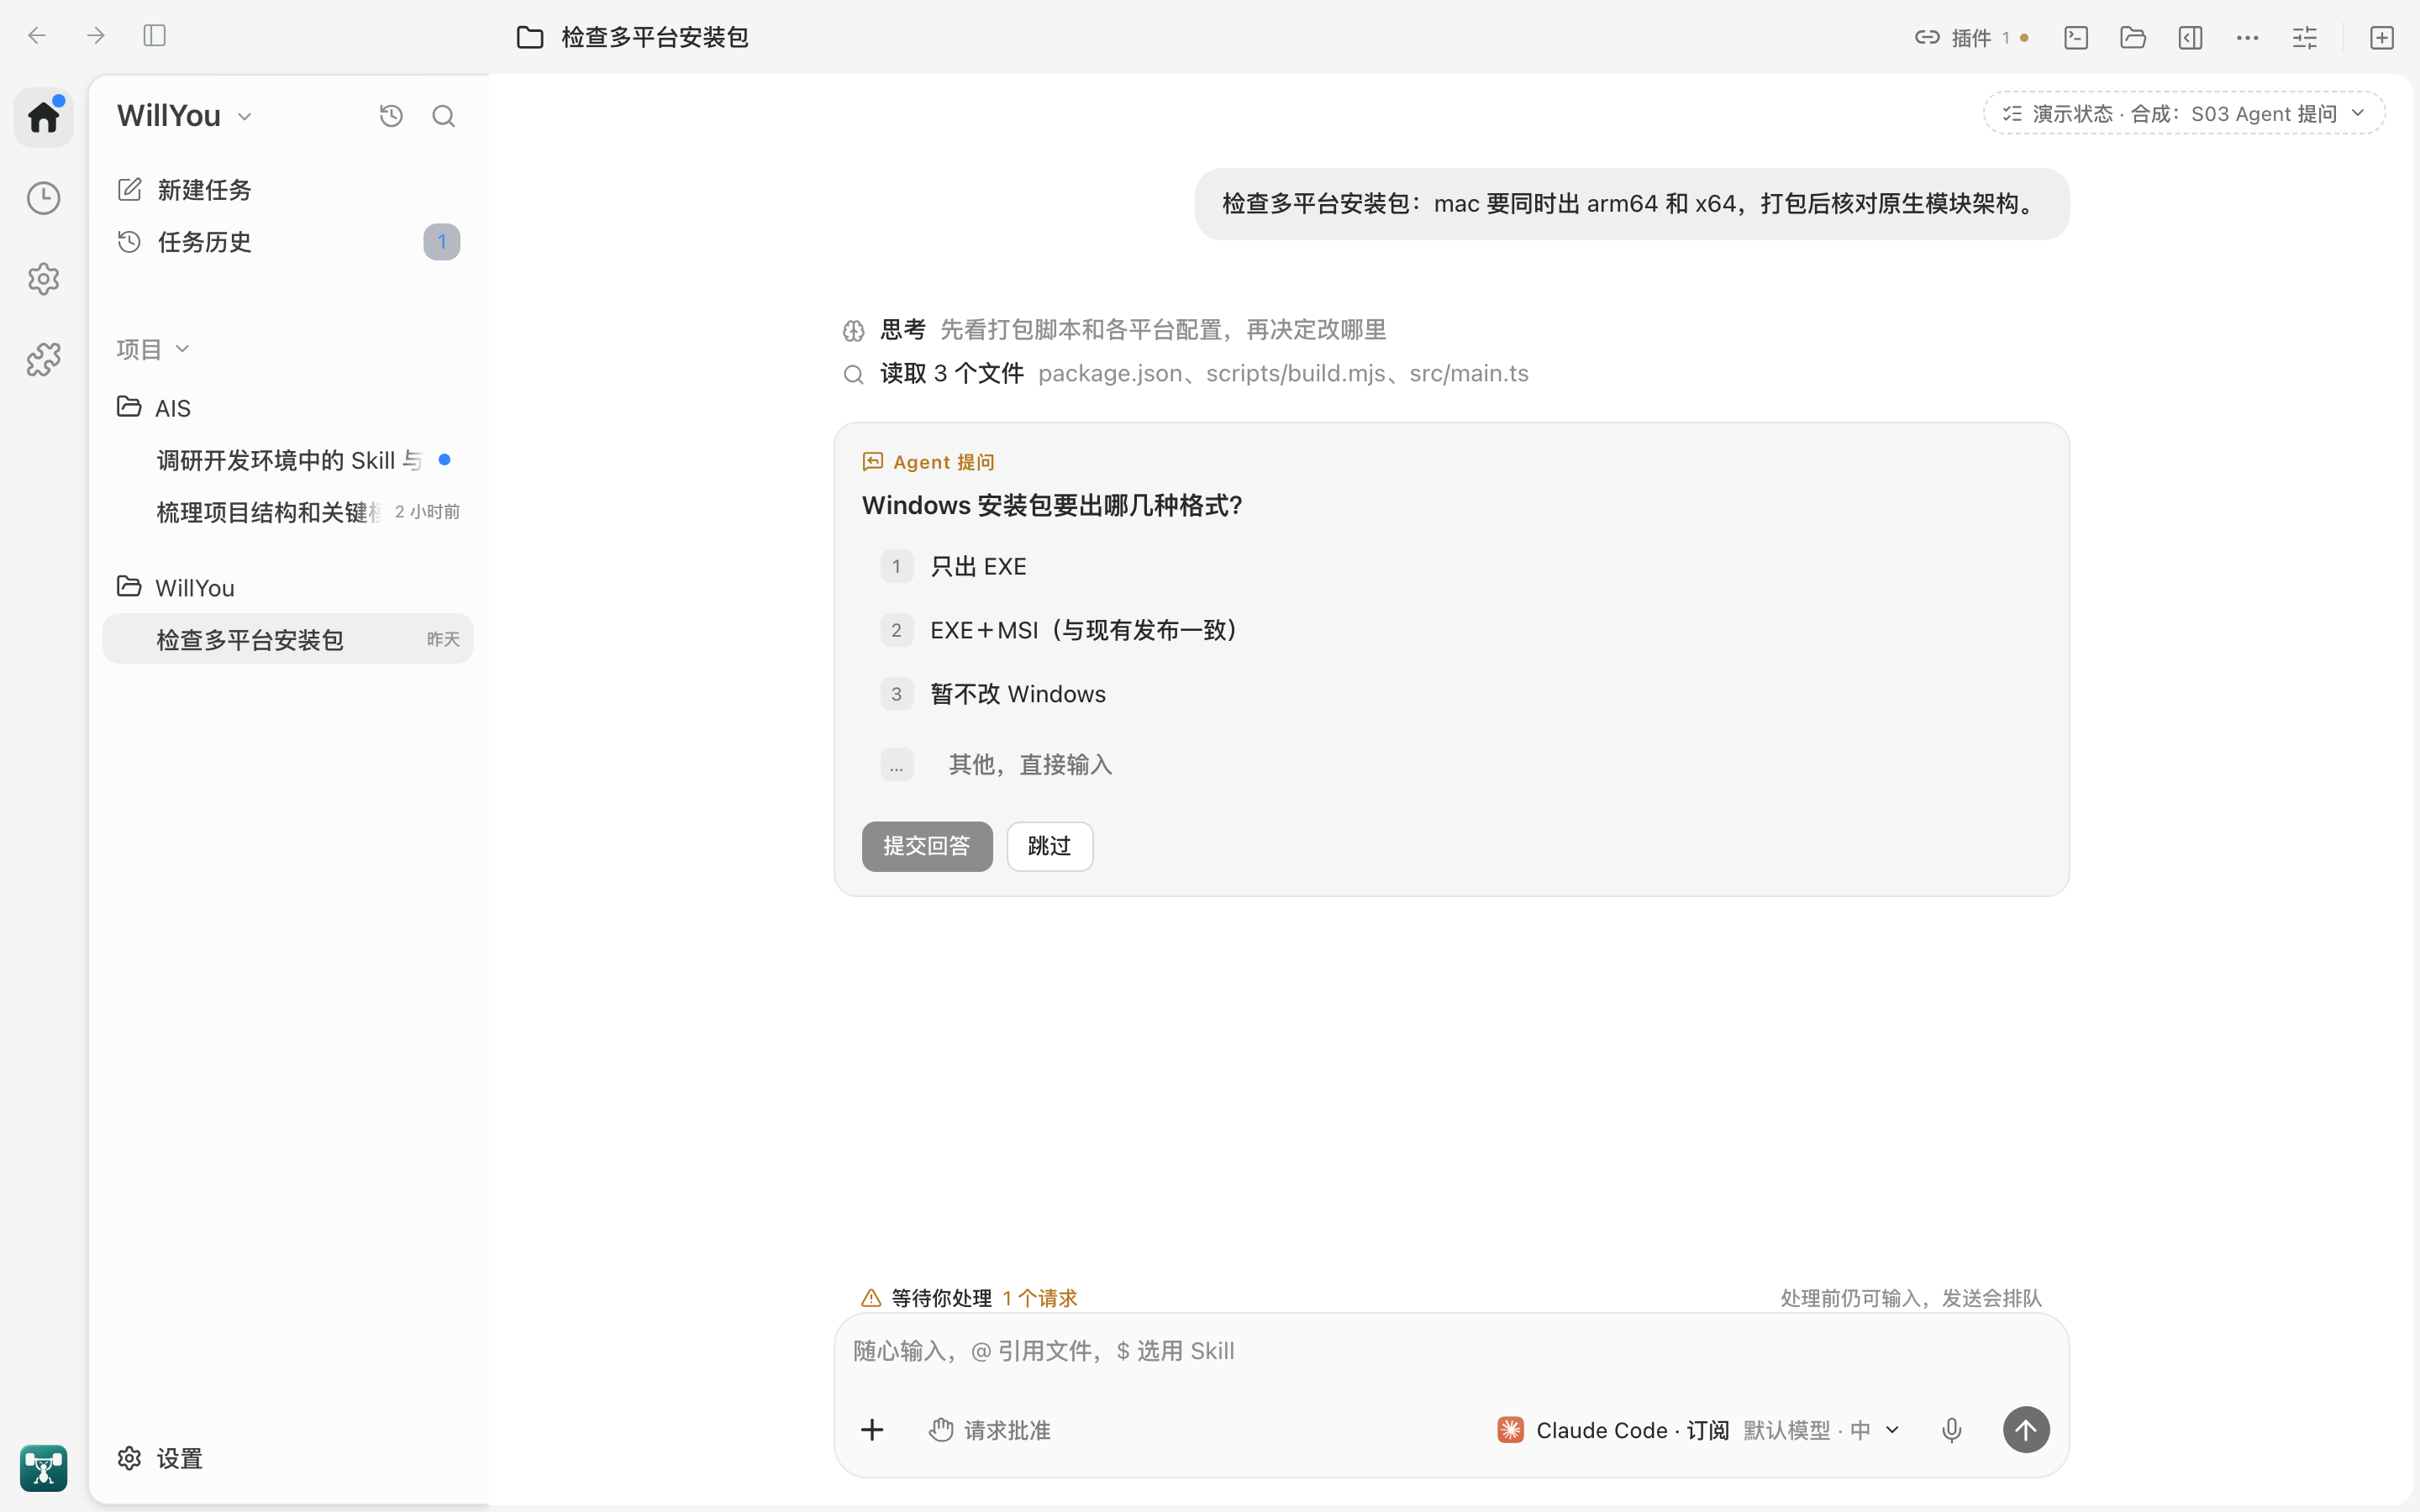 检查多平台安装包
插件 1
WillYou
演示状态 · 合成：S03 Agent 提问
新建任务
任务历史 1
项目
AIS
调研开发环境中的 Skill 与
梳理项目结构和关键 2 小时前
WillYou
检查多平台安装包 昨天
设置
检查多平台安装包：mac 要同时出 arm64 和 x64，打包后核对原生模块架构。
思考 先看打包脚本和各平台配置，再决定改哪里
读取 3 个文件 package.json、scripts/build.mjs、src/main.ts
Agent 提问
Windows 安装包要出哪几种格式？
1 只出 EXE
2 EXE＋MSI（与现有发布一致）
3 暂不改 Windows
... 其他，直接输入
提交回答 跳过
等待你处理 1 个请求 处理前仍可输入，发送会排队
随心输入，@ 引用文件，$ 选用 Skill
请求批准 Claude Code · 订阅 默认模型 · 中